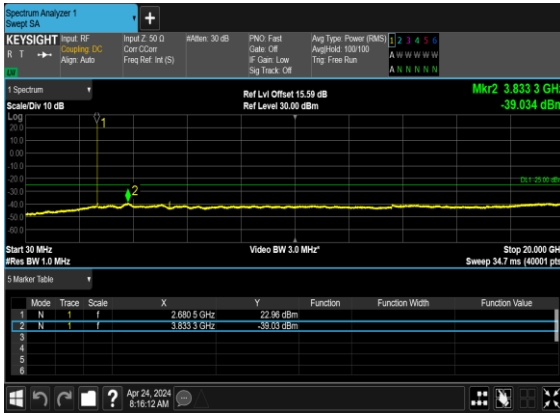 Spectrum Analyzer 1
Swept SA
+
KEYSIGHT Input: RF Input Z: 50 Ω #Atten: 30 dB PNO: Fast Avg Type: Power (RMS) 1 2 3 4 5 6
R T Coupling: DC Corr CCorr Gate: Off Avg|Hold: 100/100 A W W W W W
Align: Auto Freq Ref: Int (S) IF Gain: Low Trig: Free Run
LXI Sig Track: Off A N N N N N
1 Spectrum Ref Lvl Offset 15.59 dB Mkr2 3.833 3 GHz
Scale/Div 10 dB Ref Level 30.00 dBm -39.034 dBm
Log
20.0
10.0
0.00
-10.0
-20.0
-30.0
-40.0
-50.0
-60.0
1
2
DL1 -25.00 dBm
Start 30 MHz Video BW 3.0 MHz* Stop 20.000 GHz
#Res BW 1.0 MHz Sweep 34.7 ms (40001 pts)
5 Marker Table
Mode Trace Scale X Y Function Function Width Function Value
1 N 1 f 2.680 5 GHz 22.96 dBm
2 N 1 f 3.833 3 GHz -39.03 dBm
3
4
5
6
? Apr 24, 2024
8:16:12 AM